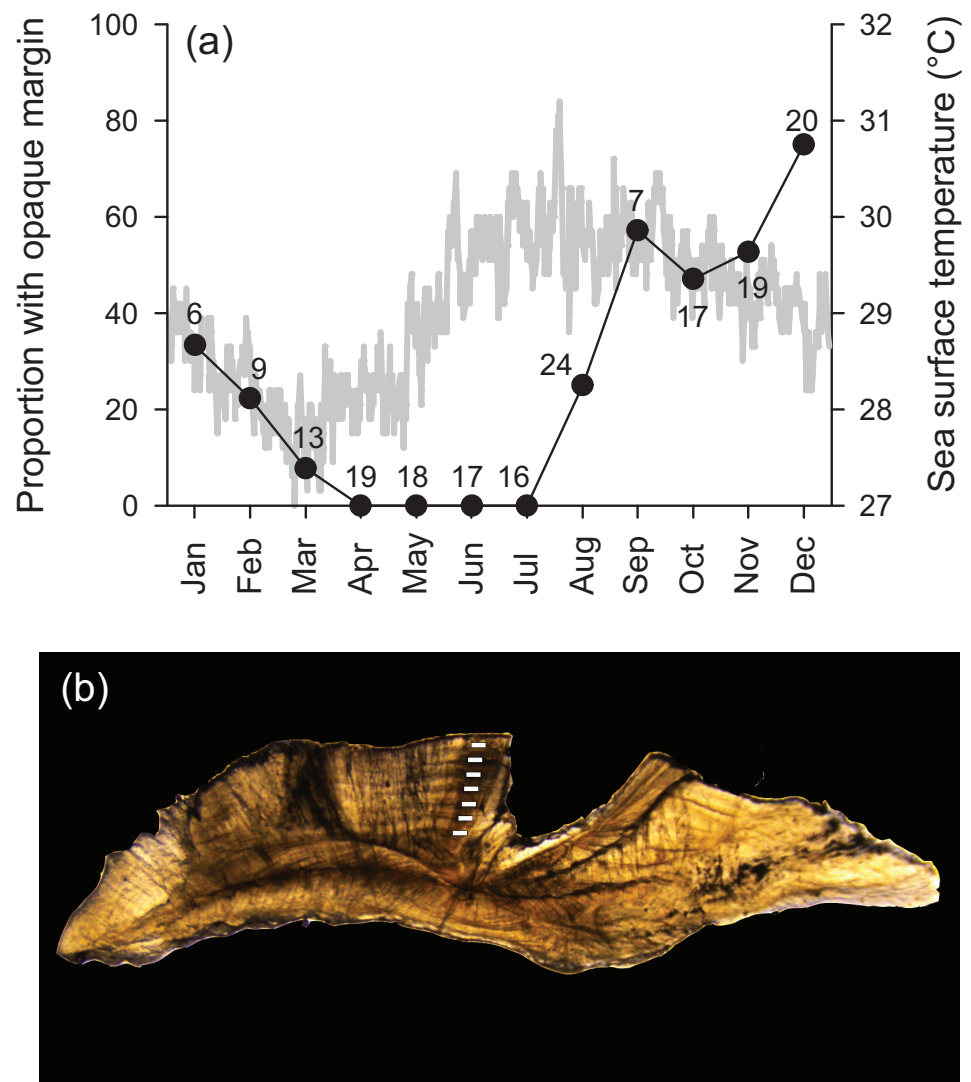 (a)
Proportion with opaque margin
100
80
60
40
20
0
Sea surface temperature (°C)
32
31
30
29
28
27
6
9
13
19
18
17
16
24
7
17
19
20
Jan
Feb
Mar
Apr
May
Jun
Jul
Aug
Sep
Oct
Nov
Dec
(b)